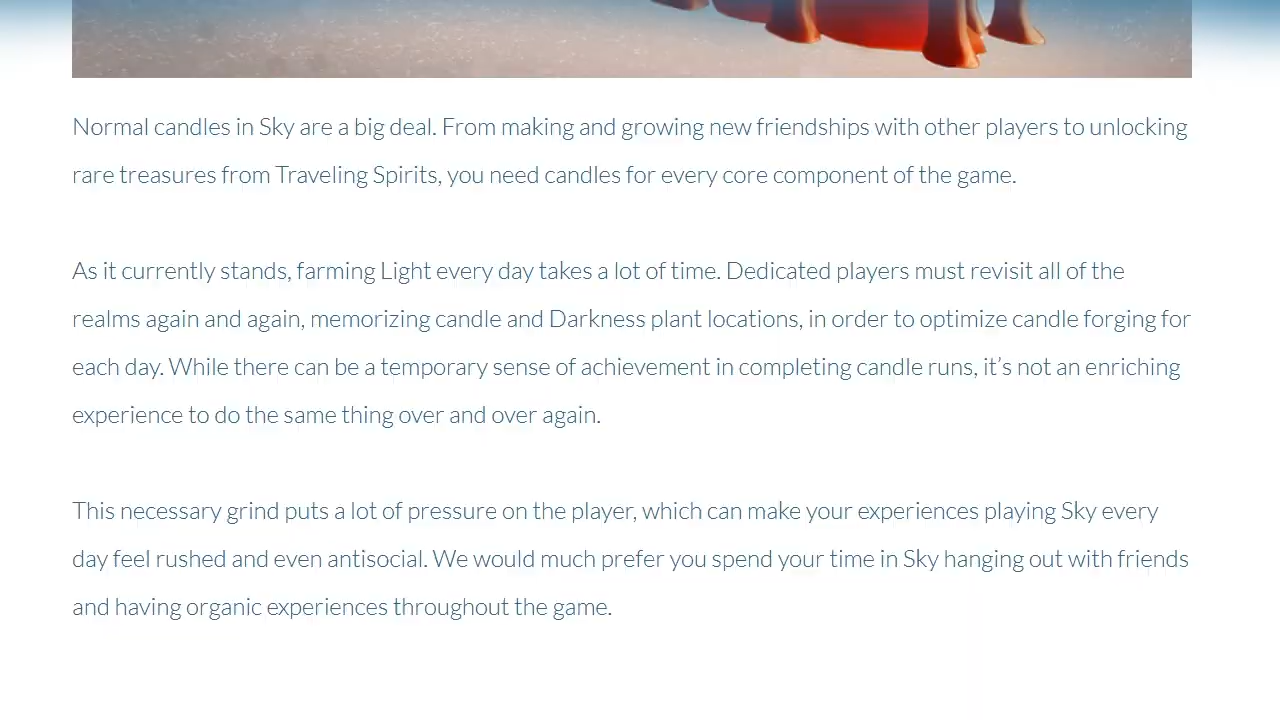 Normal candles in Sky are a big deal. From making and growing new friendships with other players to unlocking
rare treasures from Traveling Spirits, you need candles for every core component of the game.
As it currently stands, farming Light every day takes a lot of time. Dedicated players must revisit all of the
realms again and again, memorizing candle and Darkness plant locations, in order to optimize candle forging for
each day. While there can be a temporary sense of achievement in completing candle runs, it’s not an enriching
experience to do the same thing over and over again.
This necessary grind puts a lot of pressure on the player, which can make your experiences playing Sky every
day feel rushed and even antisocial. We would much prefer you spend your time in Sky hanging out with friends
and having organic experiences throughout the game.